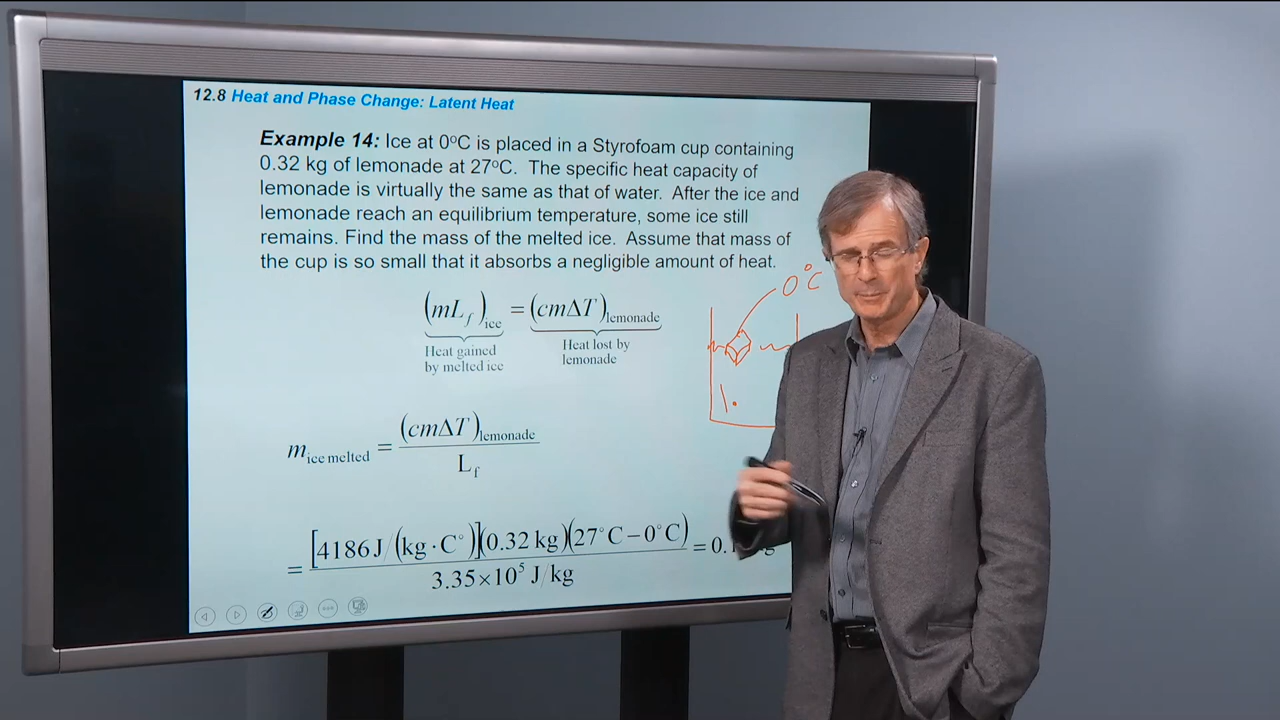 12.8 Heat and Phase Change: Latent Heat
Example 14: Ice at 0°C is placed in a Styrofoam cup containing
0.32 kg of lemonade at 27°C. The specific heat capacity of
lemonade is virtually the same as that of water. After the ice and
lemonade reach an equilibrium temperature, some ice still
remains. Find the mass of the melted ice. Assume that mass of
the cup is so small that it absorbs a negligible amount of heat.
0°C
(mL_f)_ice = (cmΔT)_lemonade
Heat gained by melted ice
Heat lost by lemonade
m_ice melted = (cmΔT)_lemonade / L_f
= [4186 J/(kg·C°)](0.32 kg)(27°C − 0°C) / 3.35×10⁵ J/kg = 0.